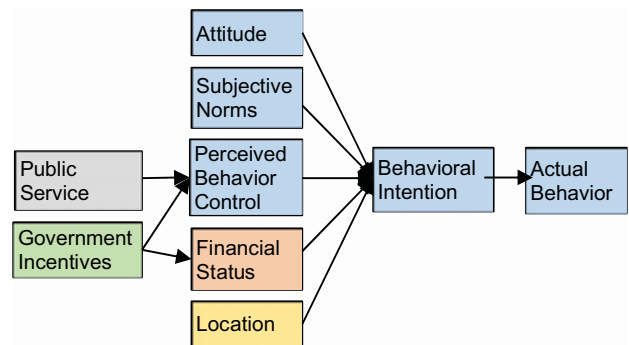 Attitude
Subjective
Norms
Public
Service
Perceived
Behavior
Control
Behavioral
Intention
Actual
Behavior
Government
Incentives
Financial
Status
Location